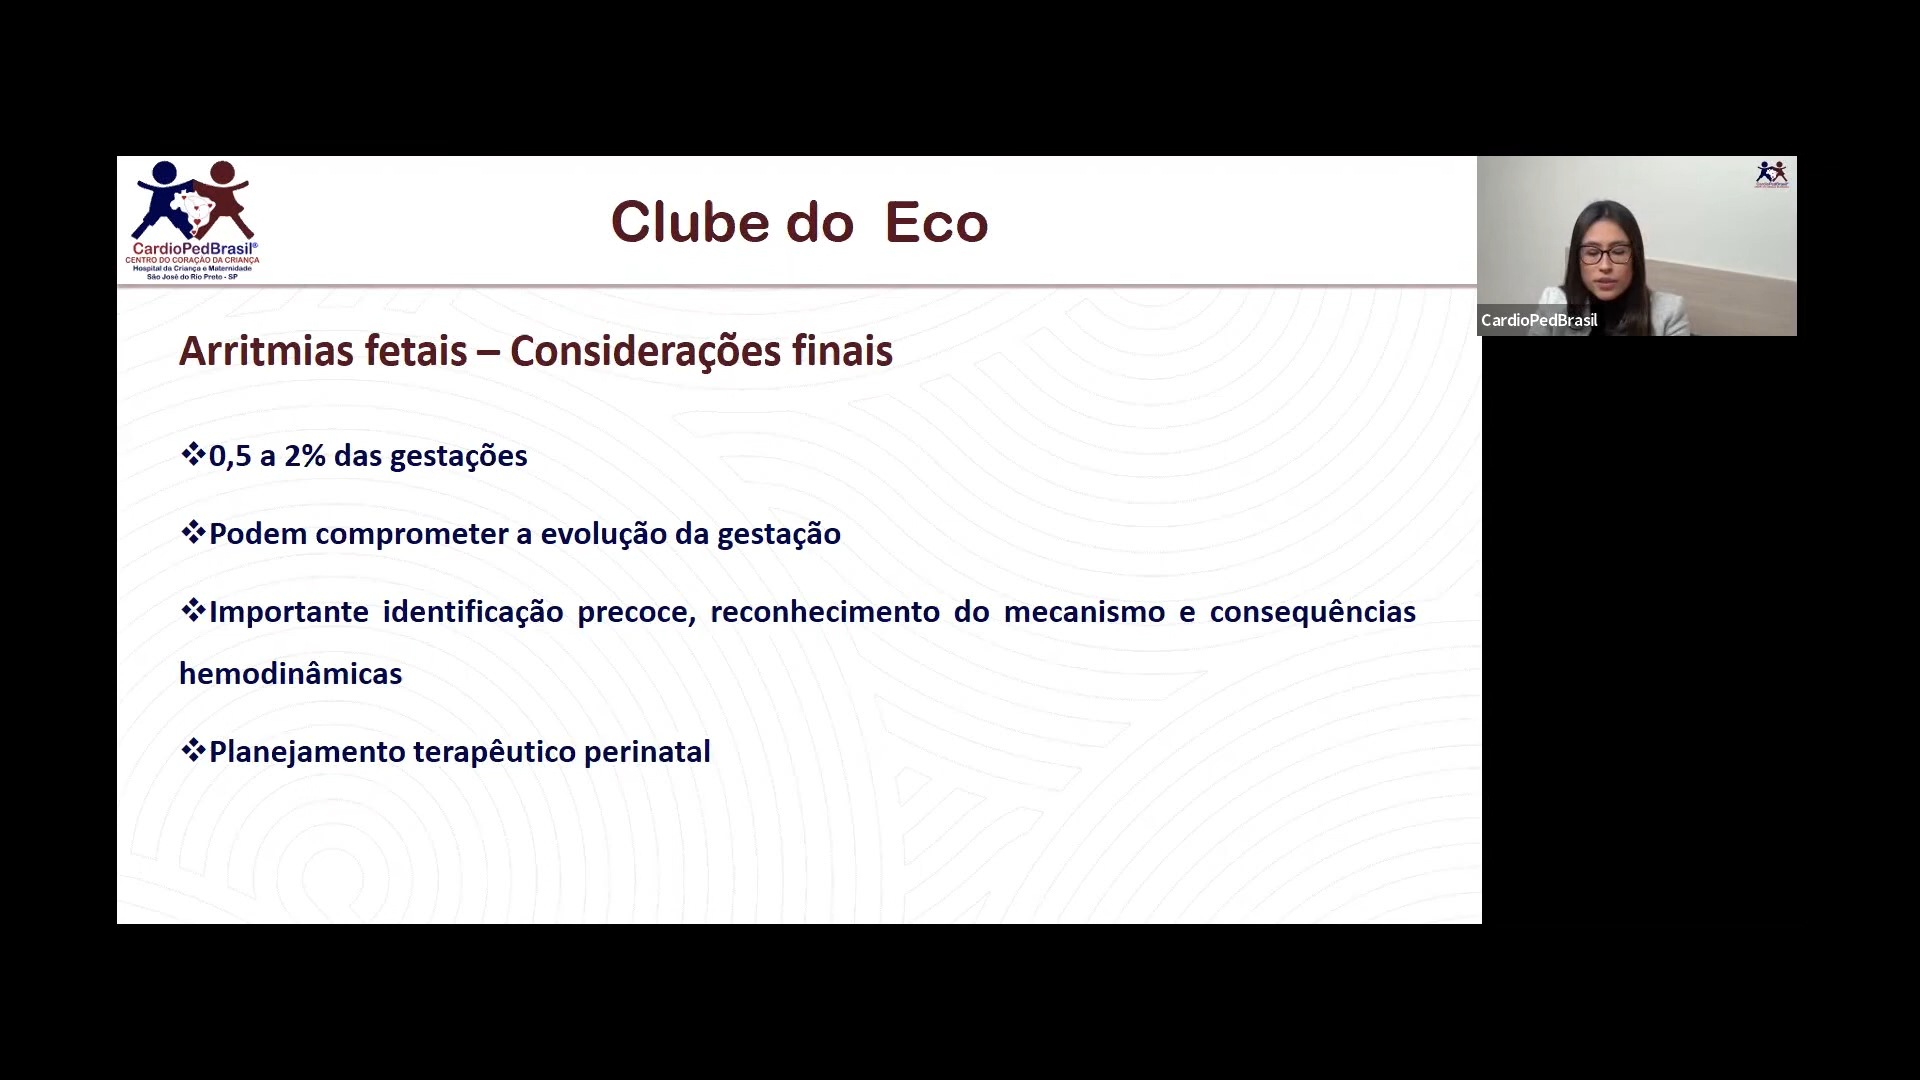 CardioPedBrasil®
CENTRO DO CORAÇÃO DA CRIANÇA
Hospital da Criança e Maternidade
São José do Rio Preto - SP
Clube do Eco
CardioPedBrasil
Arritmias fetais – Considerações finais
❖0,5 a 2% das gestações
❖Podem comprometer a evolução da gestação
❖Importante identificação precoce, reconhecimento do mecanismo e consequências
hemodinâmicas
❖Planejamento terapêutico perinatal